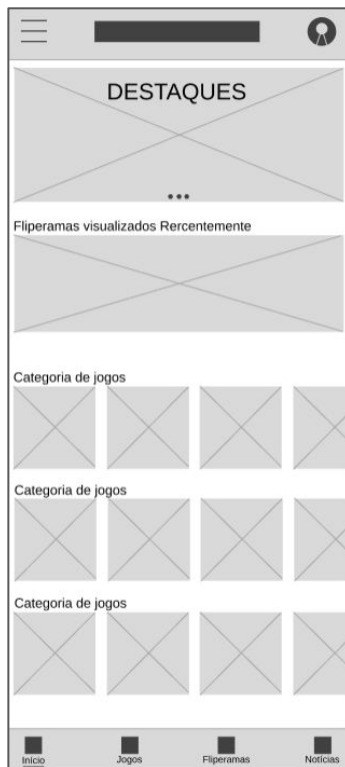 DESTAQUES
Fliperamas visualizados Rercentemente
Categoria de jogos
Categoria de jogos
Categoria de jogos
Início Jogos Fliperamas Notícias